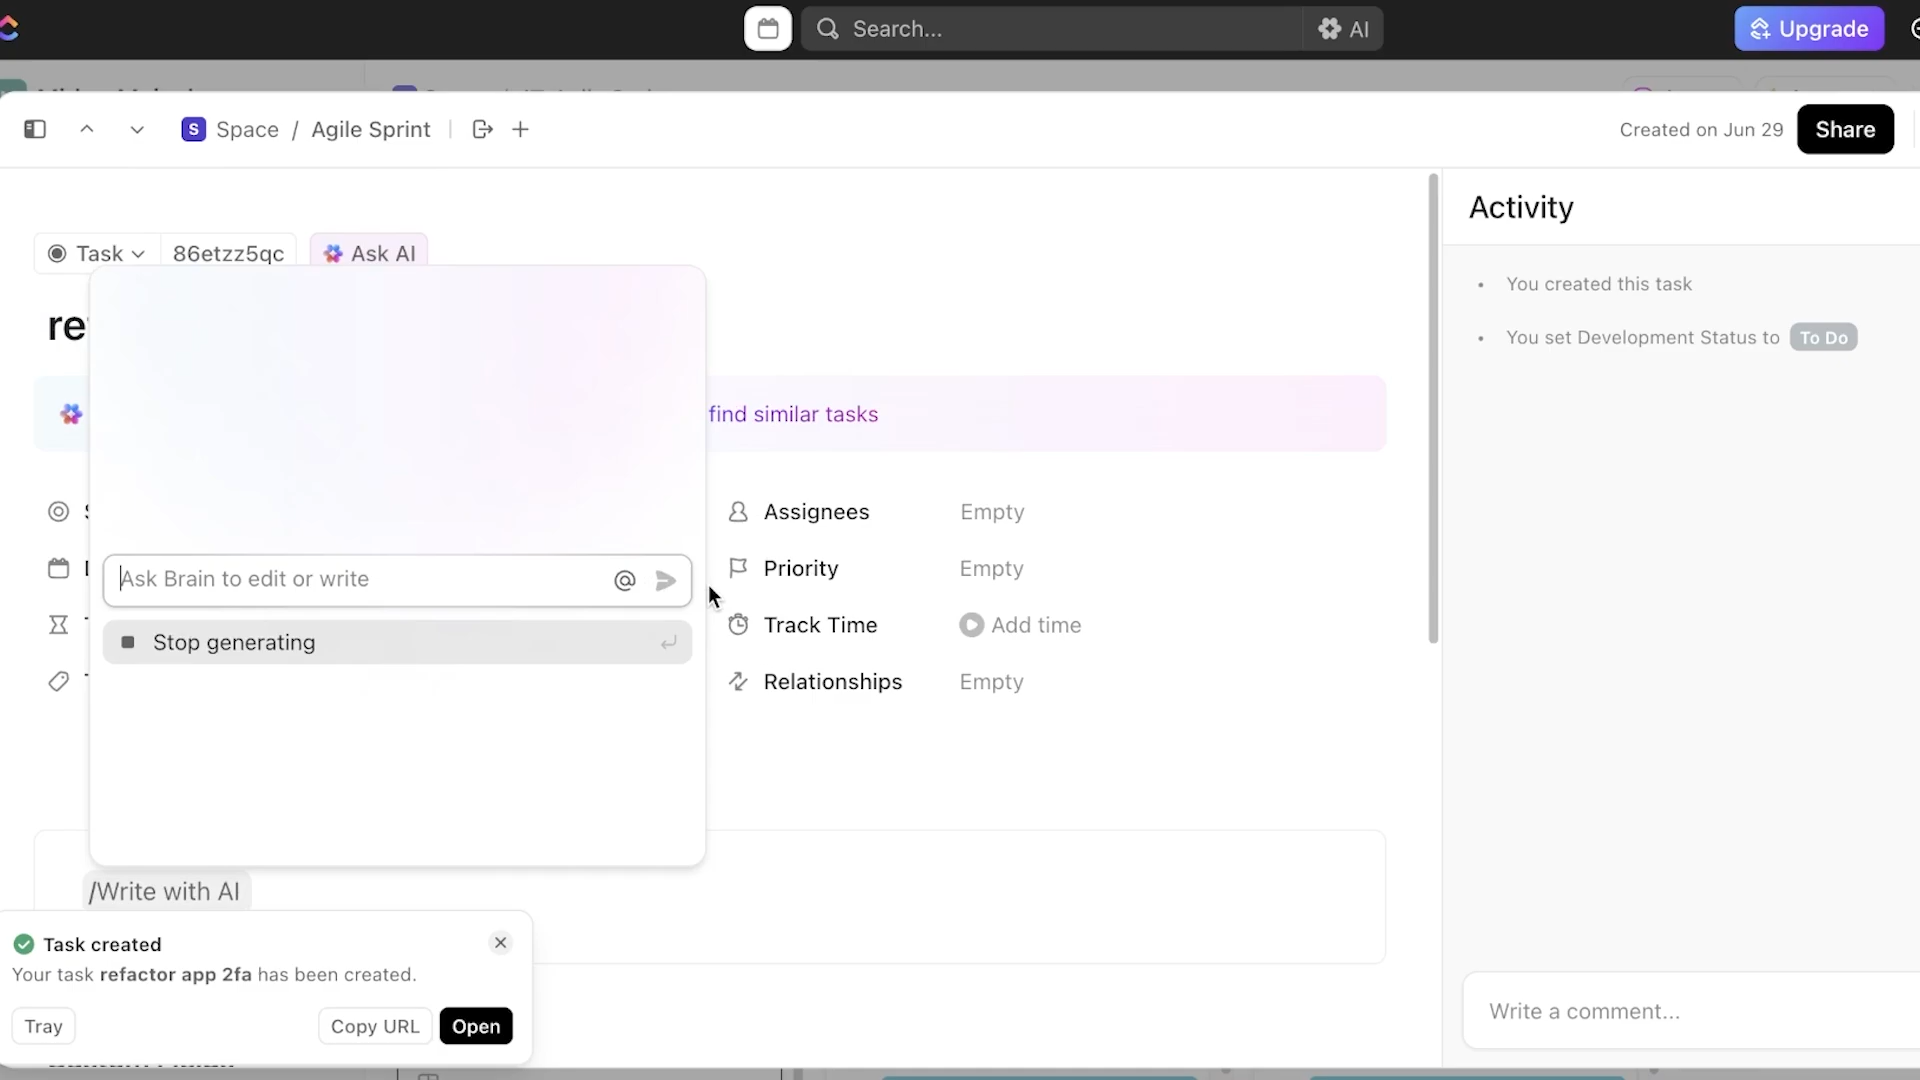 Search...
AI
Upgrade
S Space / Agile Sprint
Created on Jun 29
Share
Task
86etzz5qc
Ask AI
Activity
You created this task
You set Development Status to To Do
find similar tasks
Assignees Empty
Priority Empty
Track Time Add time
Relationships Empty
Ask Brain to edit or write
Stop generating
/Write with AI
Task created
Your task refactor app 2fa has been created.
Tray
Copy URL
Open
Write a comment...